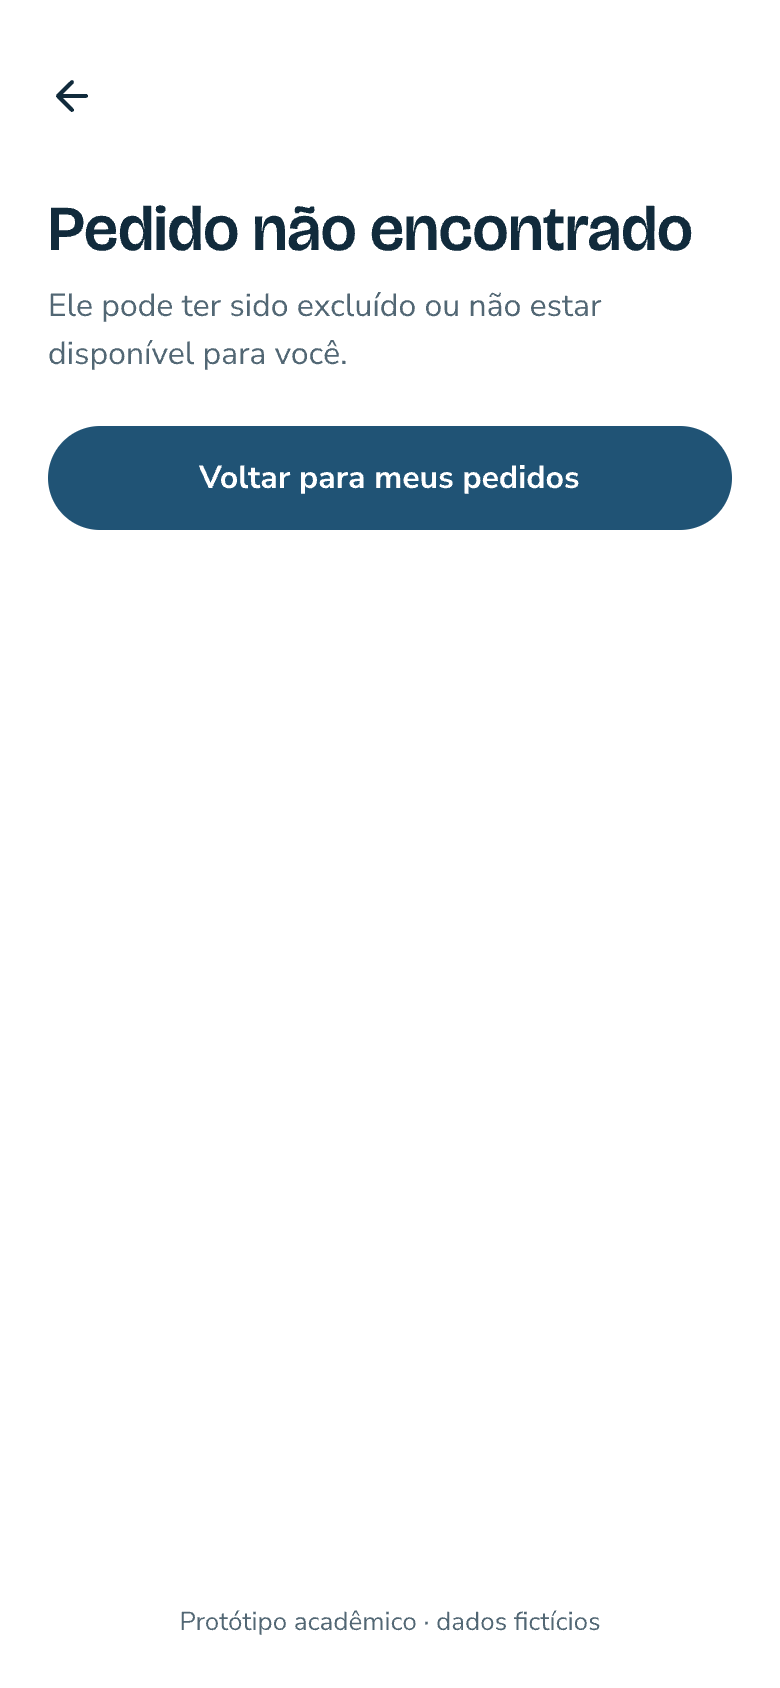 Pedido não encontrado
Ele pode ter sido excluído ou não estar
disponível para você.
Voltar para meus pedidos
Protótipo acadêmico · dados fictícios